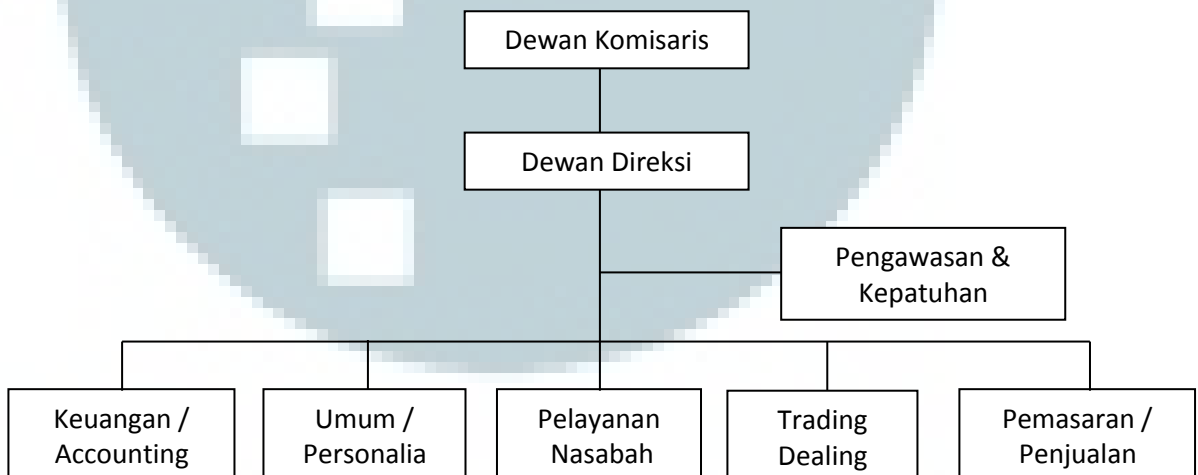 Dewan Komisaris
Dewan Direksi
Pengawasan &
Kepatuhan
Keuangan /
Accounting
Umum /
Personalia
Pelayanan
Nasabah
Trading
Dealing
Pemasaran /
Penjualan